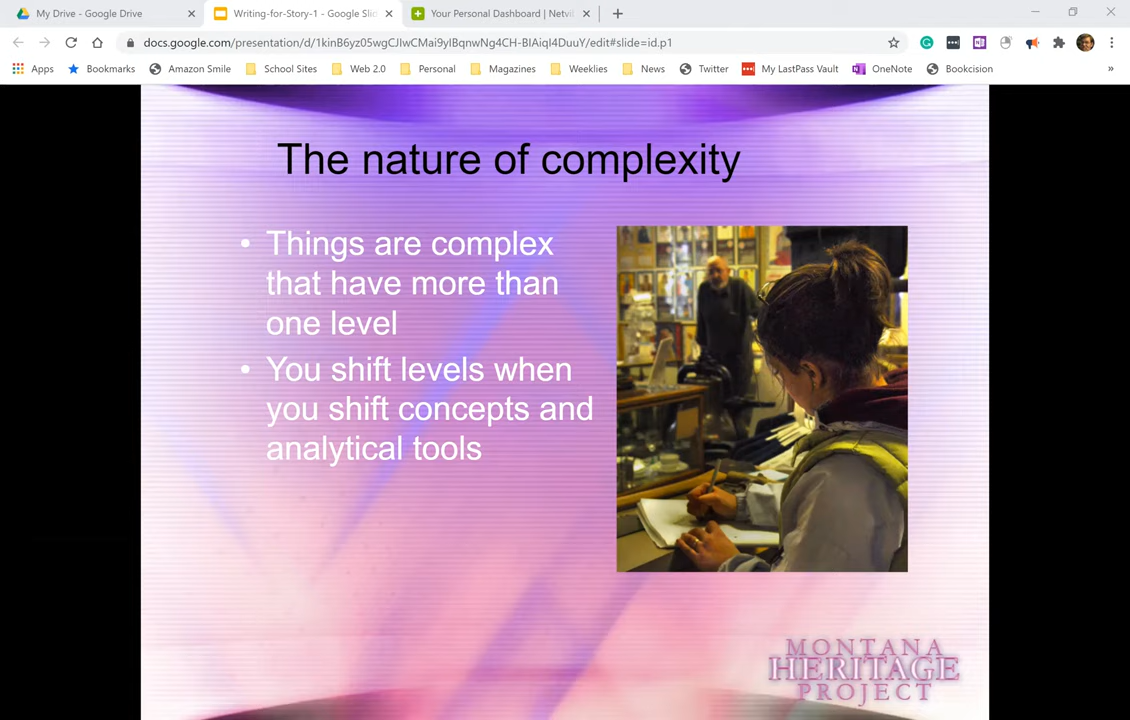 My Drive - Google Drive
Writing-for-Story-1 - Google Slid
Your Personal Dashboard | Netvi
docs.google.com/presentation/d/1kinB6yz05wgCJIwCMai9yIBqnwNg4CH-BIAiqI4DuuY/edit#slide=id.p1
Apps Bookmarks Amazon Smile School Sites Web 2.0 Personal Magazines Weeklies News Twitter My LastPass Vault OneNote Bookcision »
The nature of complexity
• Things are complex
that have more than
one level
• You shift levels when
you shift concepts and
analytical tools
MONTANA
HERITAGE
PROJECT